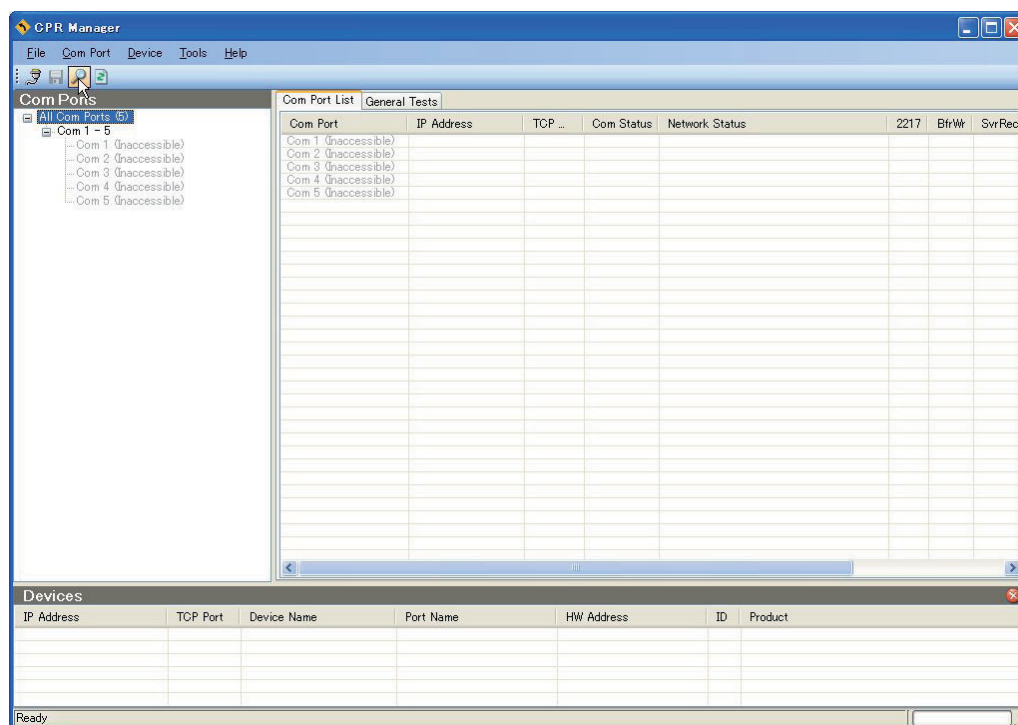 CPR Manager
File Com Port Device Tools Help
Com Ports
All Com Ports (5)
Com 1 - 5
Com 1 (Inaccessible)
Com 2 (Inaccessible)
Com 3 (Inaccessible)
Com 4 (Inaccessible)
Com 5 (Inaccessible)
Com Port List General Tests
Com Port IP Address TCP ... Com Status Network Status 2217 BfrWr SvrRec
Com 1 (Inaccessible)
Com 2 (Inaccessible)
Com 3 (Inaccessible)
Com 4 (Inaccessible)
Com 5 (Inaccessible)
Devices
IP Address TCP Port Device Name Port Name HW Address ID Product
Ready